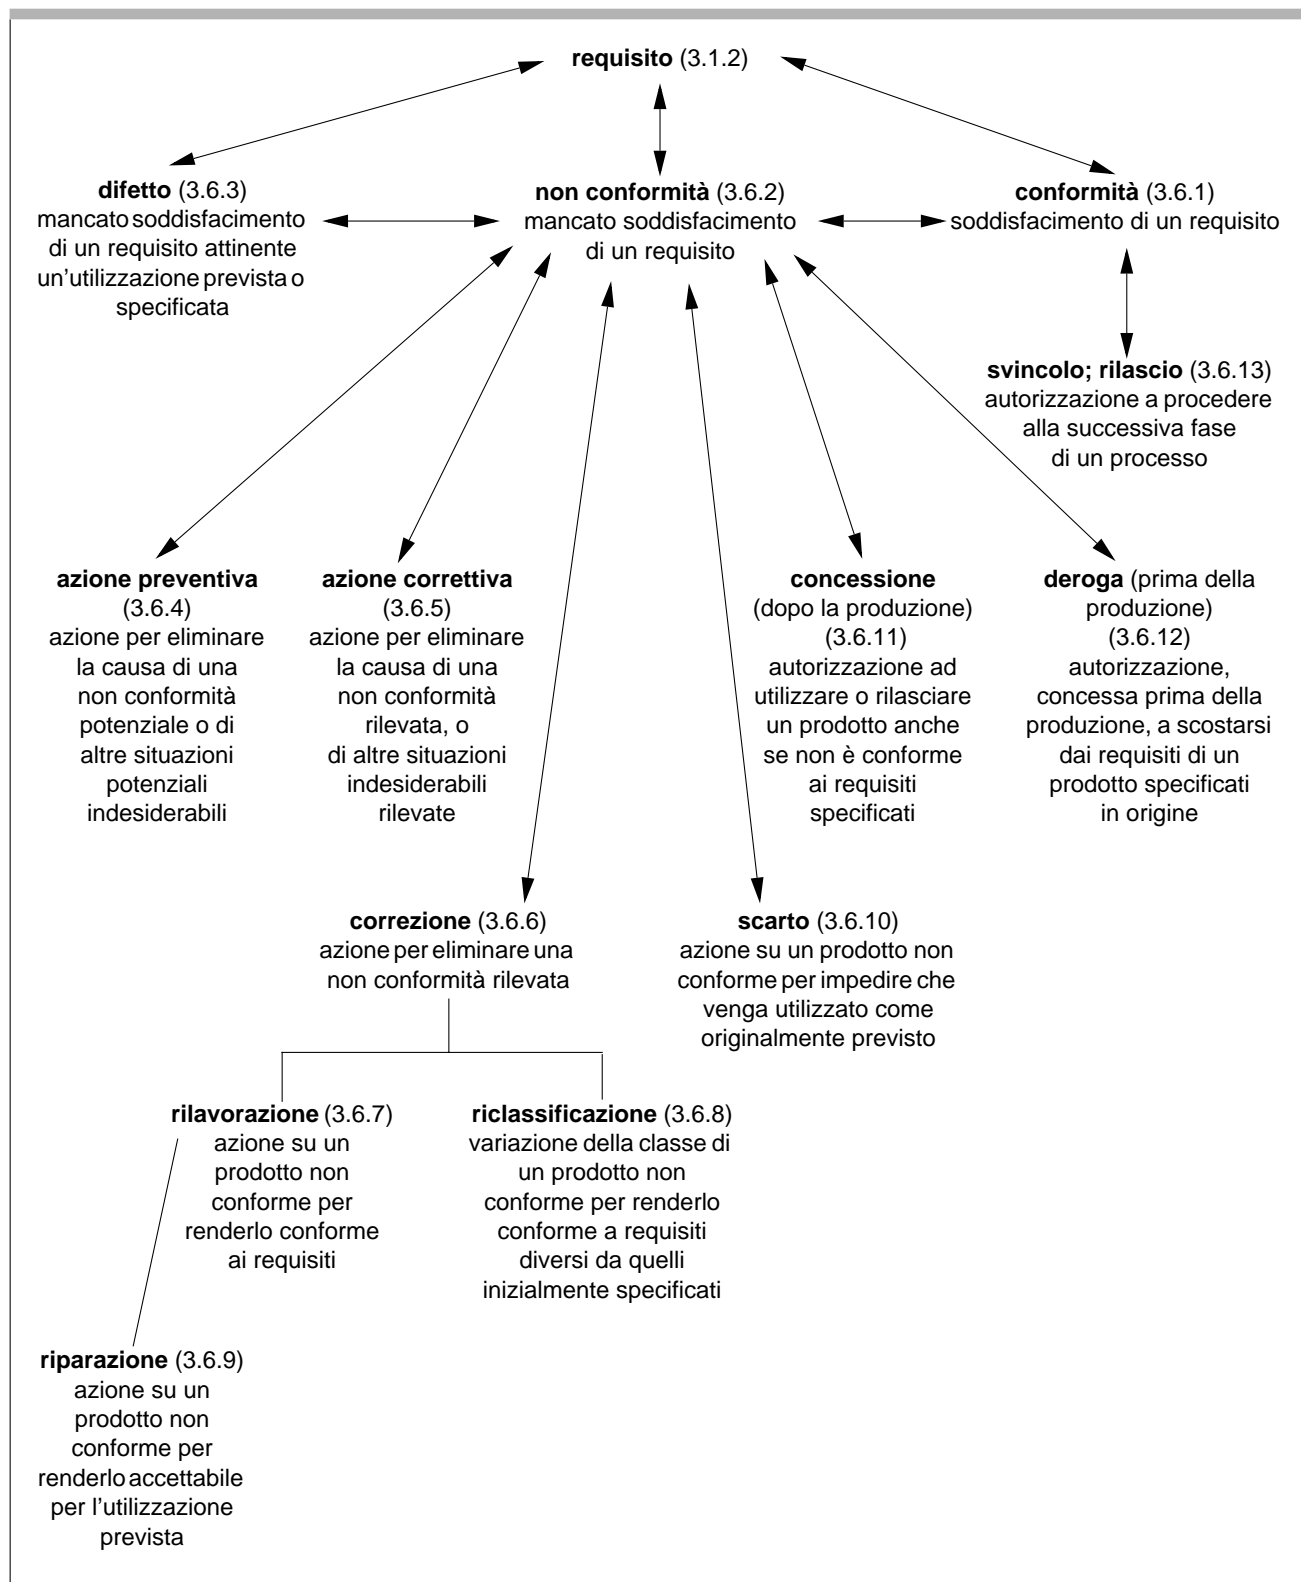 requisito (3.1.2)
difetto (3.6.3)
mancato soddisfacimento
di un requisito attinente
un'utilizzazione prevista o
specificata
non conformità (3.6.2)
mancato soddisfacimento
di un requisito
conformità (3.6.1)
soddisfacimento di un requisito
svincolo; rilascio (3.6.13)
autorizzazione a procedere
alla successiva fase
di un processo
azione preventiva
(3.6.4)
azione per eliminare
la causa di una
non conformità
potenziale o di
altre situazioni
potenziali
indesiderabili
azione correttiva
(3.6.5)
azione per eliminare
la causa di una
non conformità
rilevata, o
di altre situazioni
indesiderabili
rilevate
concessione
(dopo la produzione)
(3.6.11)
autorizzazione ad
utilizzare o rilasciare
un prodotto anche
se non è conforme
ai requisiti
specificati
deroga (prima della
produzione)
(3.6.12)
autorizzazione,
concessa prima della
produzione, a scostarsi
dai requisiti di un
prodotto specificati
in origine
correzione (3.6.6)
azione per eliminare una
non conformità rilevata
scarto (3.6.10)
azione su un prodotto non
conforme per impedire che
venga utilizzato come
originalmente previsto
rilavorazione (3.6.7)
azione su un
prodotto non
conforme per
renderlo conforme
ai requisiti
riclassificazione (3.6.8)
variazione della classe di
un prodotto non
conforme per renderlo
conforme a requisiti
diversi da quelli
inizialmente specificati
riparazione (3.6.9)
azione su un
prodotto non
conforme per
renderlo accettabile
per l'utilizzazione
prevista